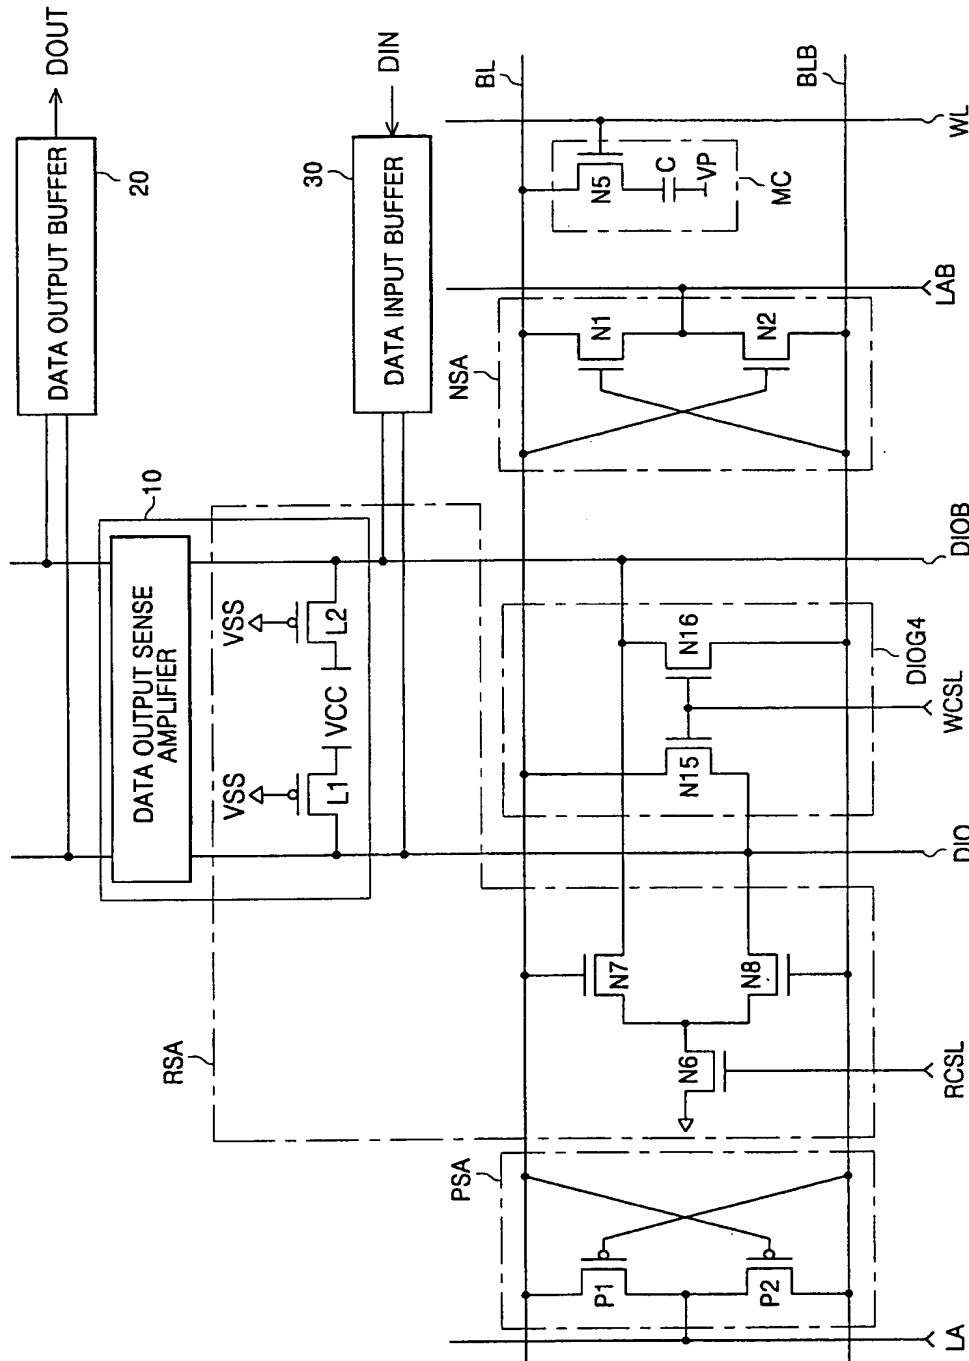 DATA OUTPUT BUFFER
DOUT
20
DATA INPUT BUFFER
DIN
30
10
DATA OUTPUT SENSE
AMPLIFIER
VSS
L1
VCC
VSS
L2
RSA
PSA
NSA
BL
BLB
P1
P2
N6
N7
N8
N15
N16
DIOG4
N1
N2
N5
C
VP
MC
LA
RCSL
DIO
WCSL
DIOB
LAB
WL